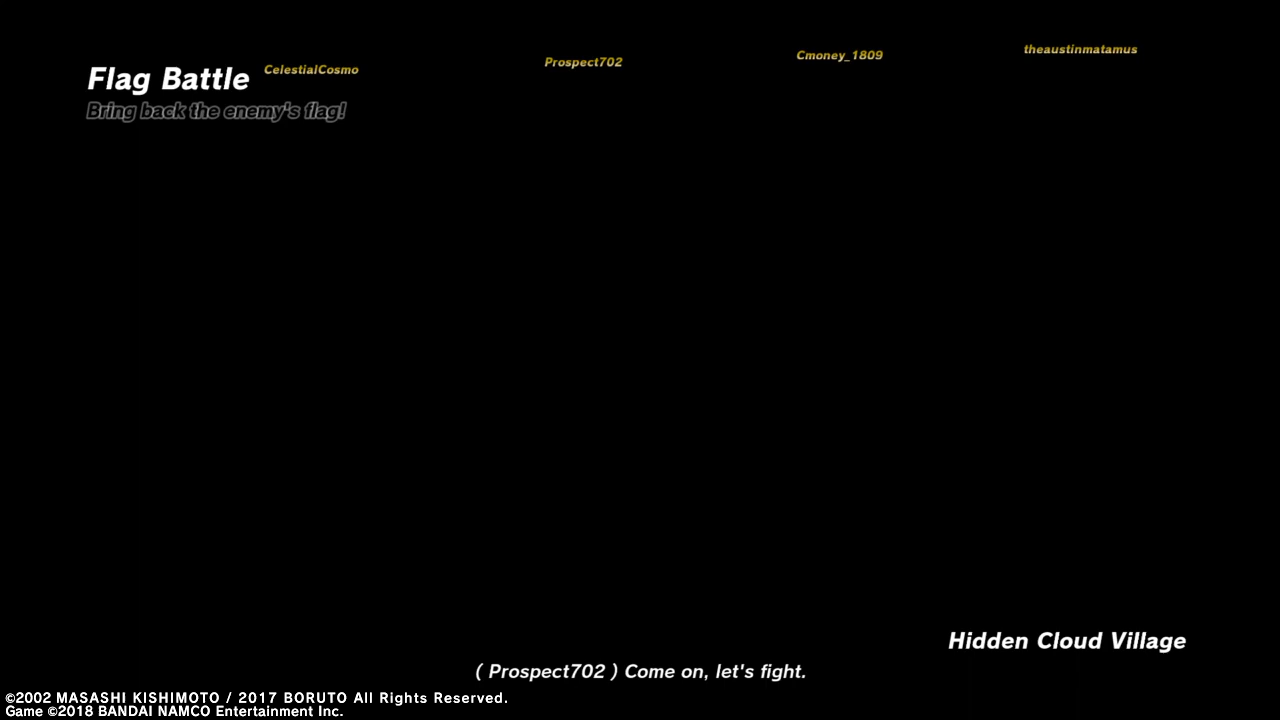 theaustinmatamus
Cmoney_1809
Prospect702
CelestialCosmo
Flag Battle
Bring back the enemy's flag!
Hidden Cloud Village
( Prospect702 ) Come on, let's fight.
©2002 MASASHI KISHIMOTO / 2017 BORUTO All Rights Reserved.
Game ©2018 BANDAI NAMCO Entertainment Inc.